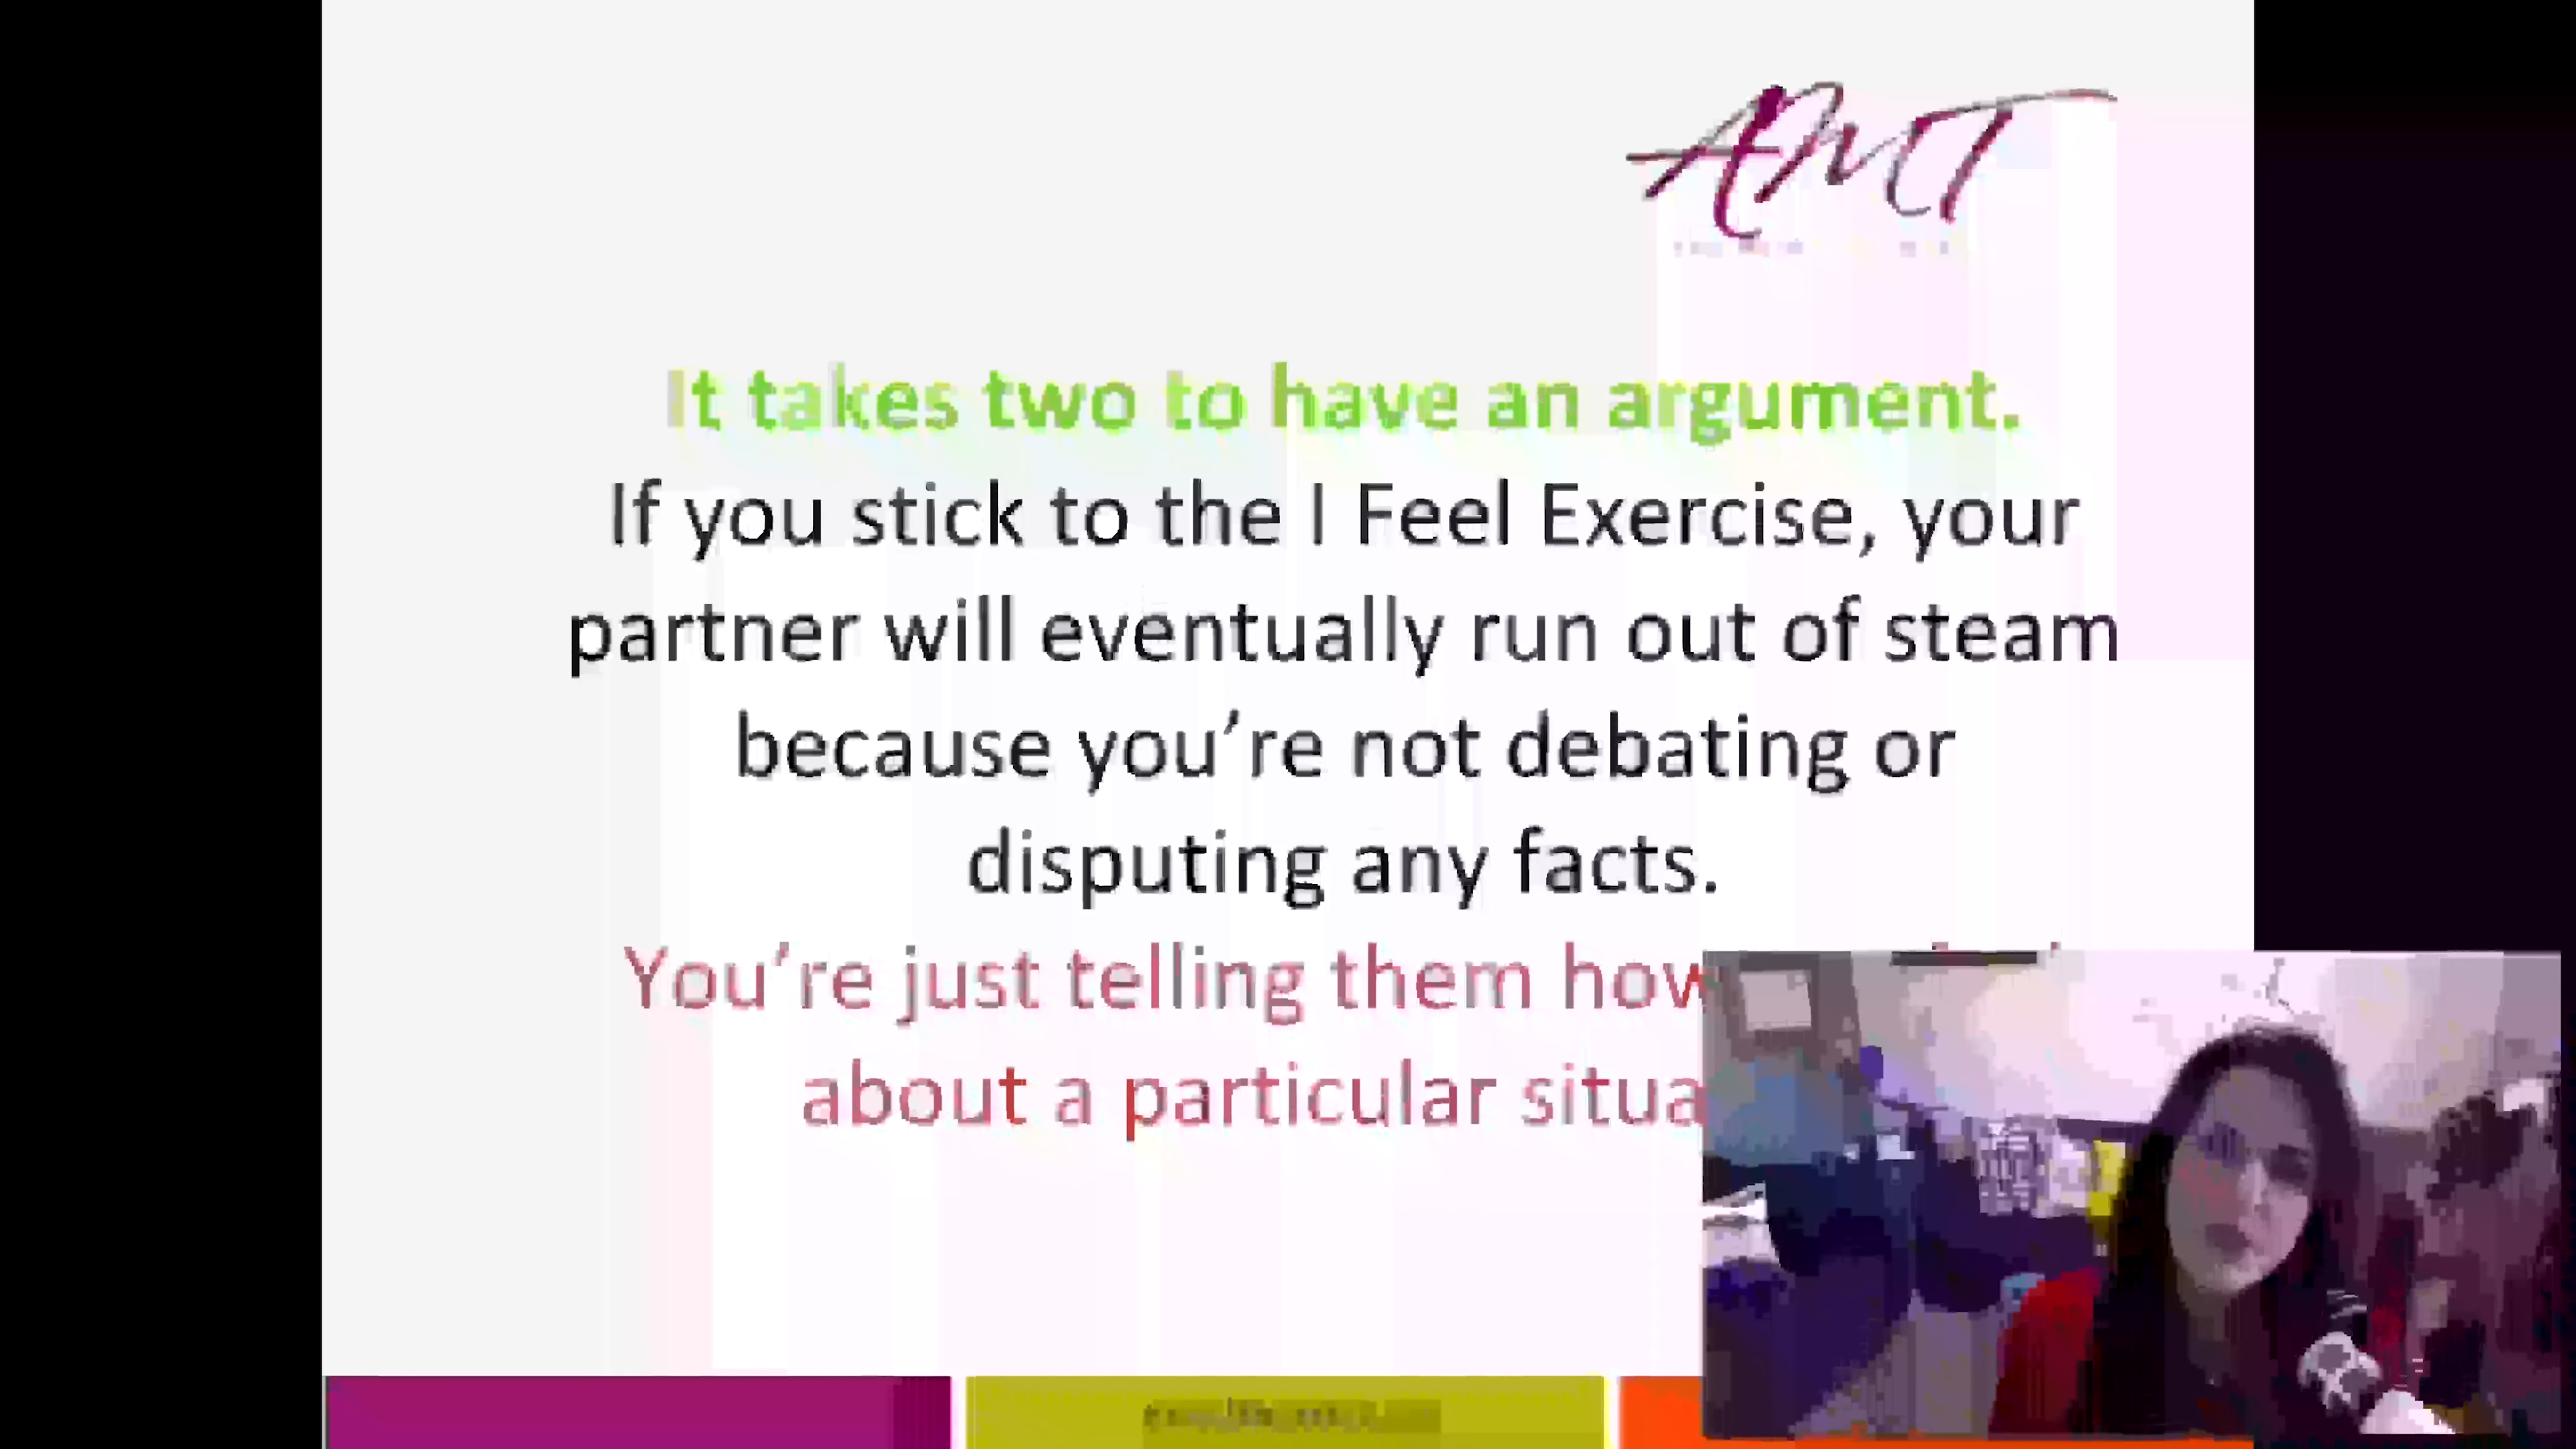 AMT
It takes two to have an argument.
If you stick to the I Feel Exercise, your
partner will eventually run out of steam
because you’re not debating or
disputing any facts.
You’re just telling them how
about a particular